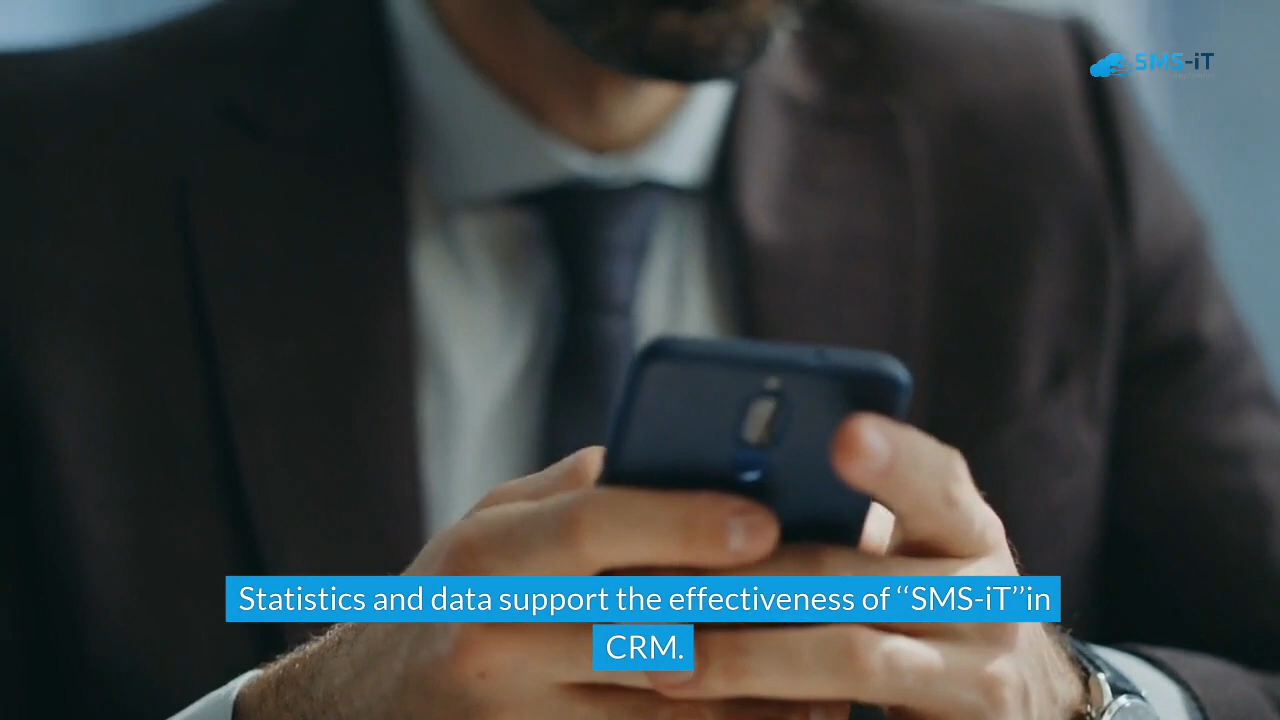 SMS-iT
Statistics and data support the effectiveness of ‘‘SMS-iT’’in
CRM.